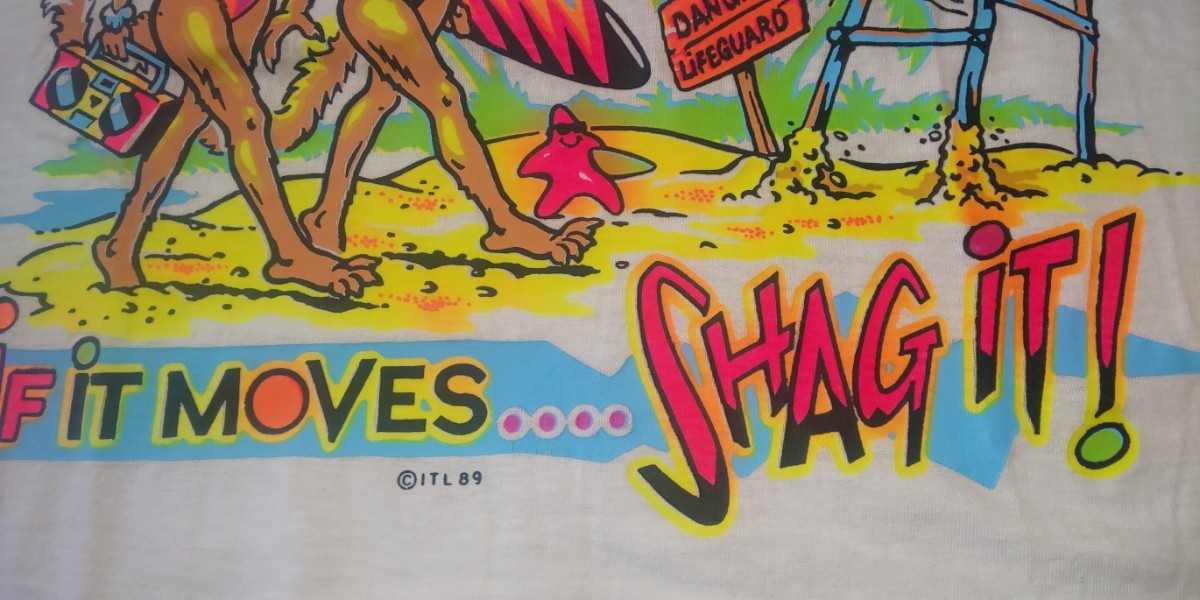 LiFEGUARD
iF iT MOVES.... SHAG iT!
©ITL 89